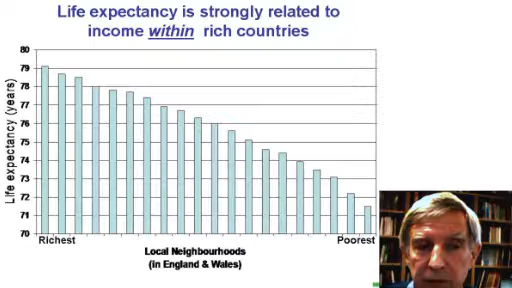 Life expectancy is strongly related to
income within rich countries
80
79
78
77
76
75
74
73
72
71
70
Life expectancy (years)
Richest
Poorest
Local Neighbourhoods
(in England & Wales)